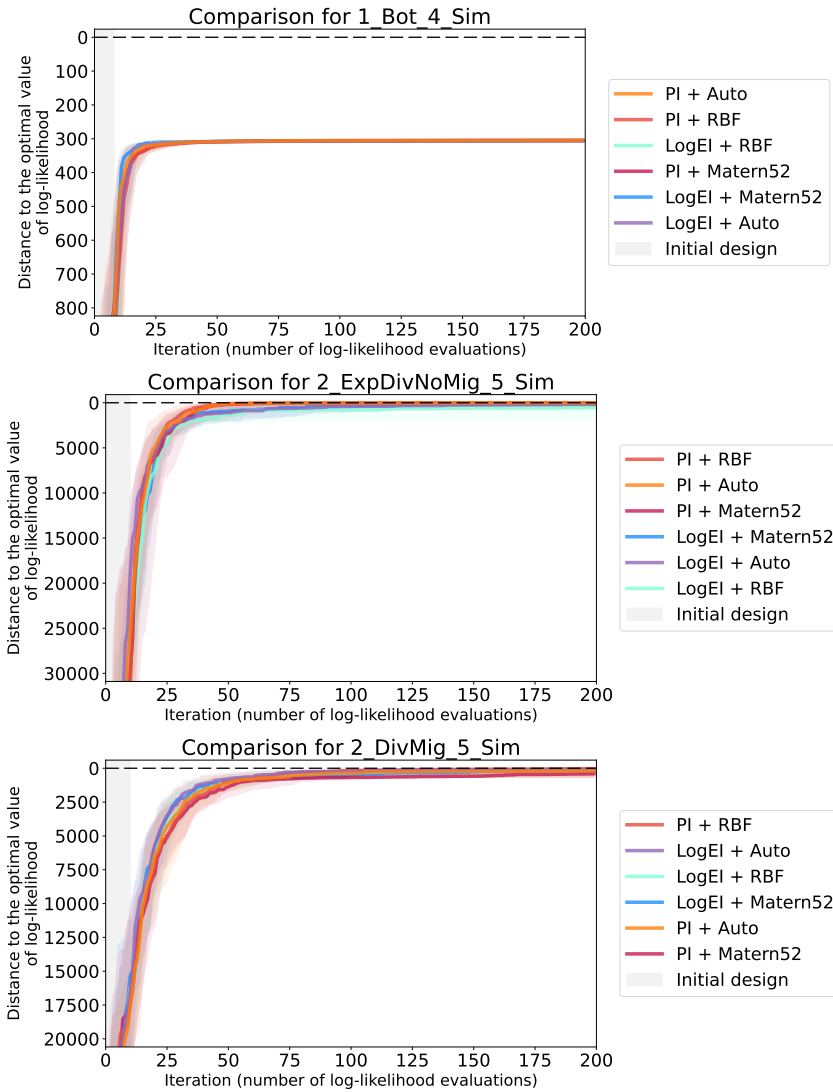 Comparison for 1_Bot_4_Sim
0
100
200
300
400
500
600
700
800
Distance to the optimal value
of log-likelihood
0
25
50
75
100
125
150
175
200
Iteration (number of log-likelihood evaluations)
PI + Auto
PI + RBF
LogEI + RBF
PI + Matern52
LogEI + Matern52
LogEI + Auto
Initial design
Comparison for 2_ExpDivNoMig_5_Sim
0
5000
10000
15000
20000
25000
30000
Distance to the optimal value
of log-likelihood
0
25
50
75
100
125
150
175
200
Iteration (number of log-likelihood evaluations)
PI + RBF
PI + Auto
PI + Matern52
LogEI + Matern52
LogEI + Auto
LogEI + RBF
Initial design
Comparison for 2_DivMig_5_Sim
0
2500
5000
7500
10000
12500
15000
17500
20000
Distance to the optimal value
of log-likelihood
0
25
50
75
100
125
150
175
200
Iteration (number of log-likelihood evaluations)
PI + RBF
LogEI + Auto
LogEI + RBF
LogEI + Matern52
PI + Auto
PI + Matern52
Initial design